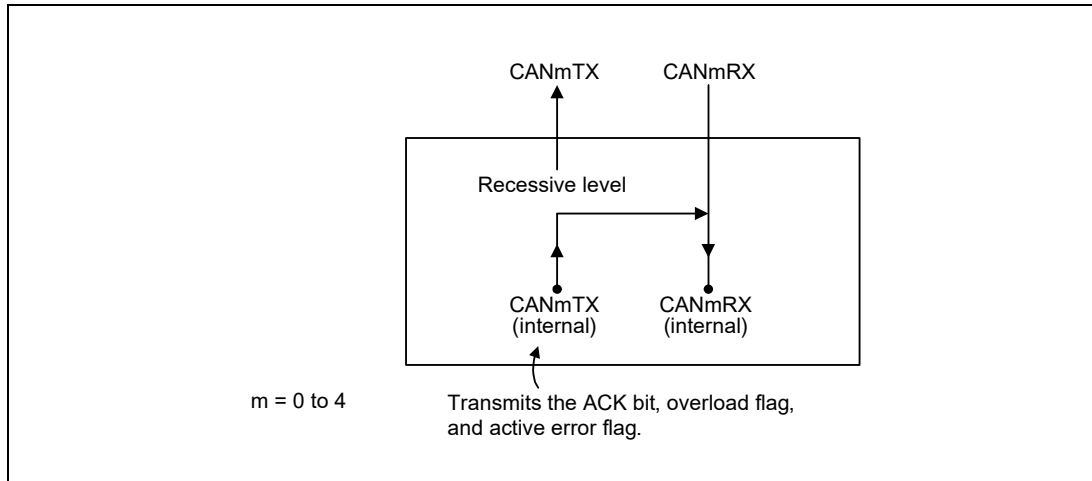 CANmTX
CANmRX
Recessive level
CANmTX
(internal)
CANmRX
(internal)
m = 0 to 4
Transmits the ACK bit, overload flag,
and active error flag.